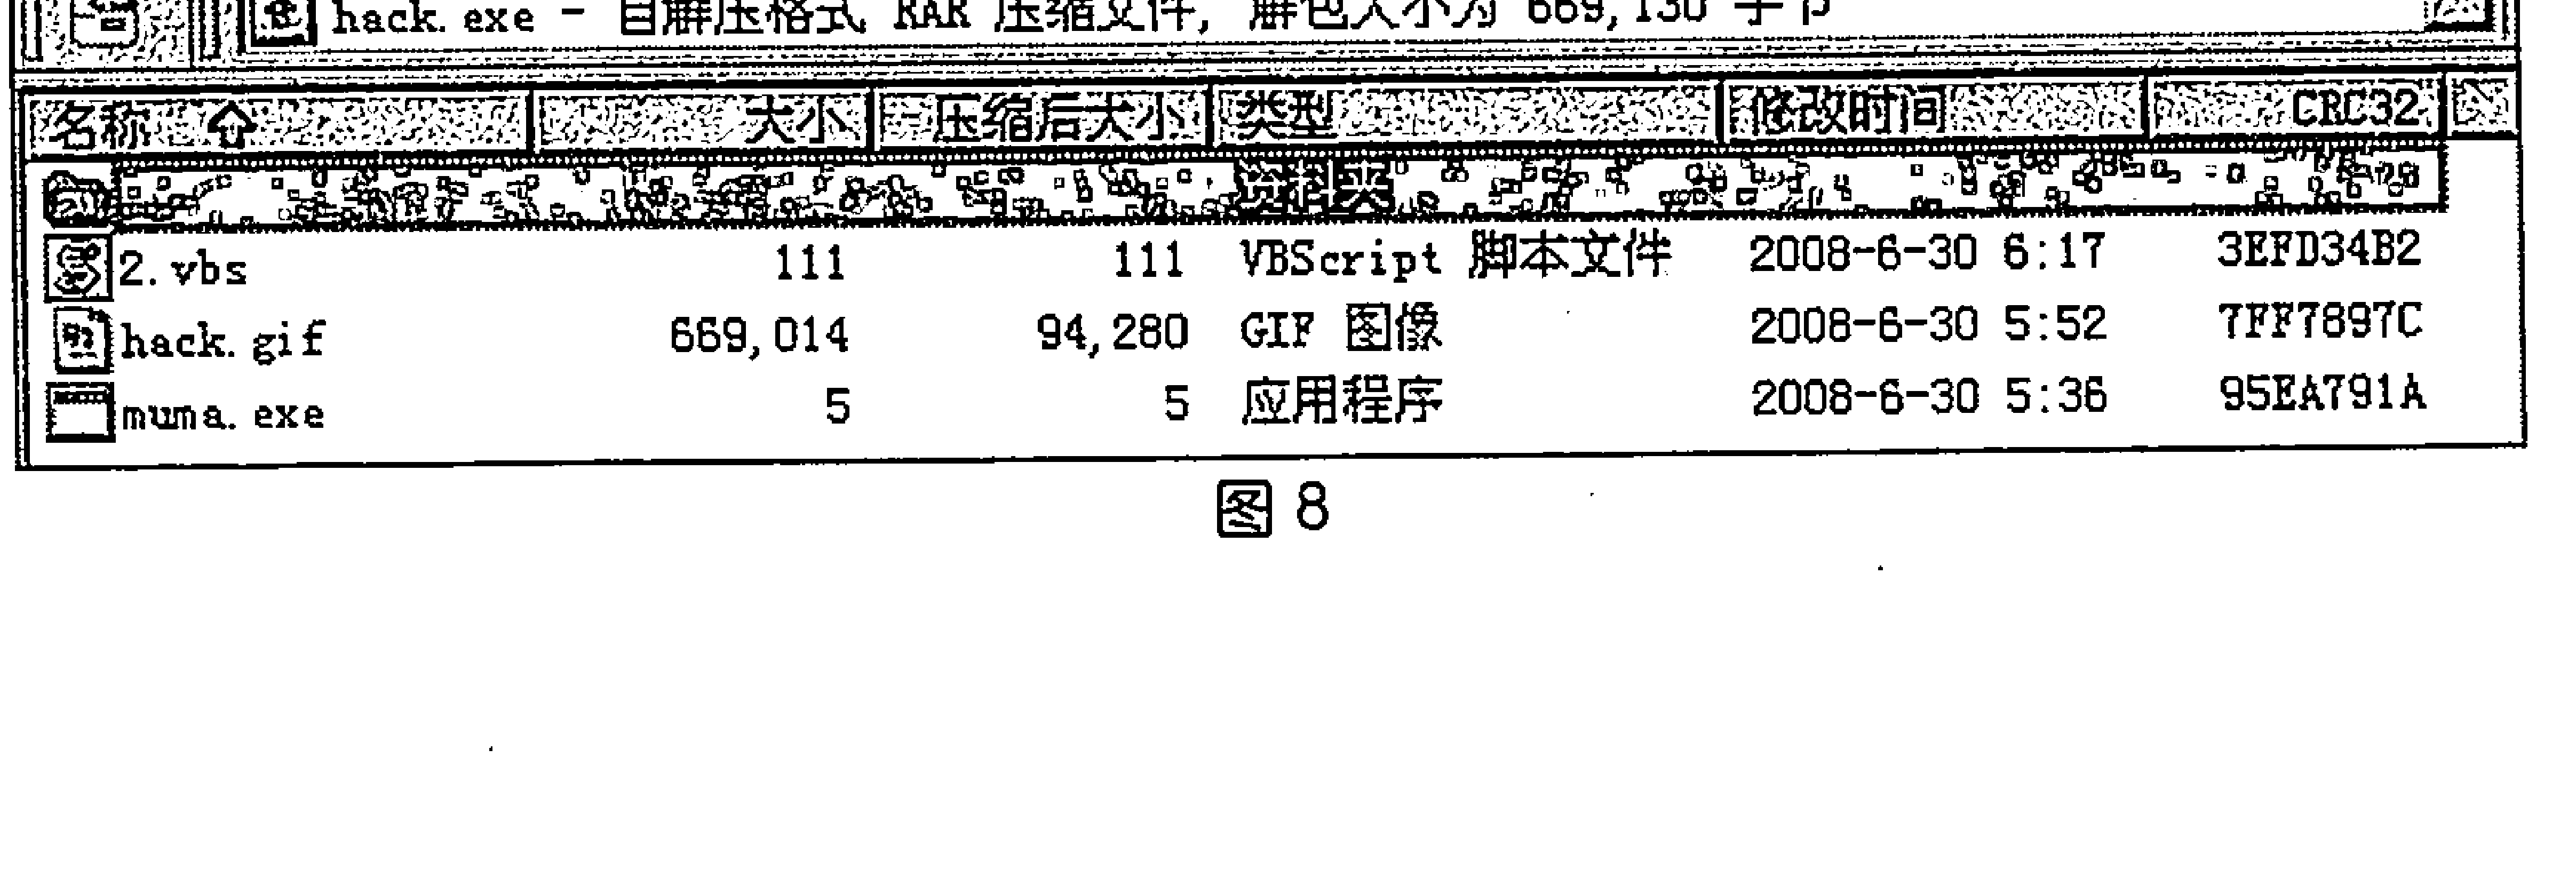 hack.exe - 自解压格式 RAR 压缩文件, 解包大小为 669,130 字节
名称 大小 压缩后大小 类型 修改时间 CRC32
2.vbs 111 111 VBScript 脚本文件 2008-6-30 6:17 3EFD34B2
hack.gif 669,014 94,280 GIF 图像 2008-6-30 5:52 7FF7897C
muma.exe 5 5 应用程序 2008-6-30 5:36 95EA791A
图 8